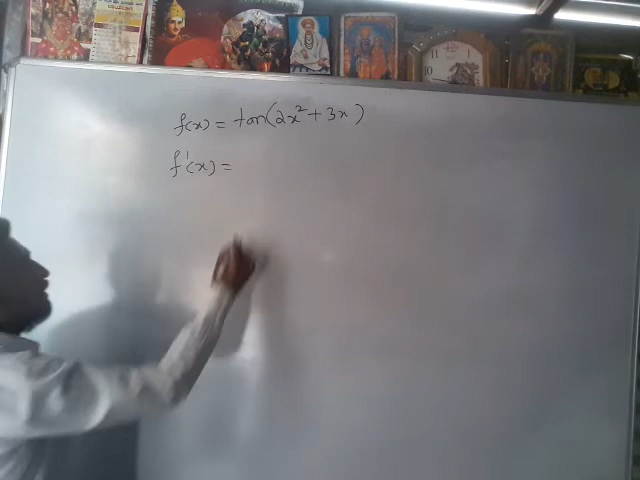 f(x) = tan(2x² + 3x)
f'(x) =